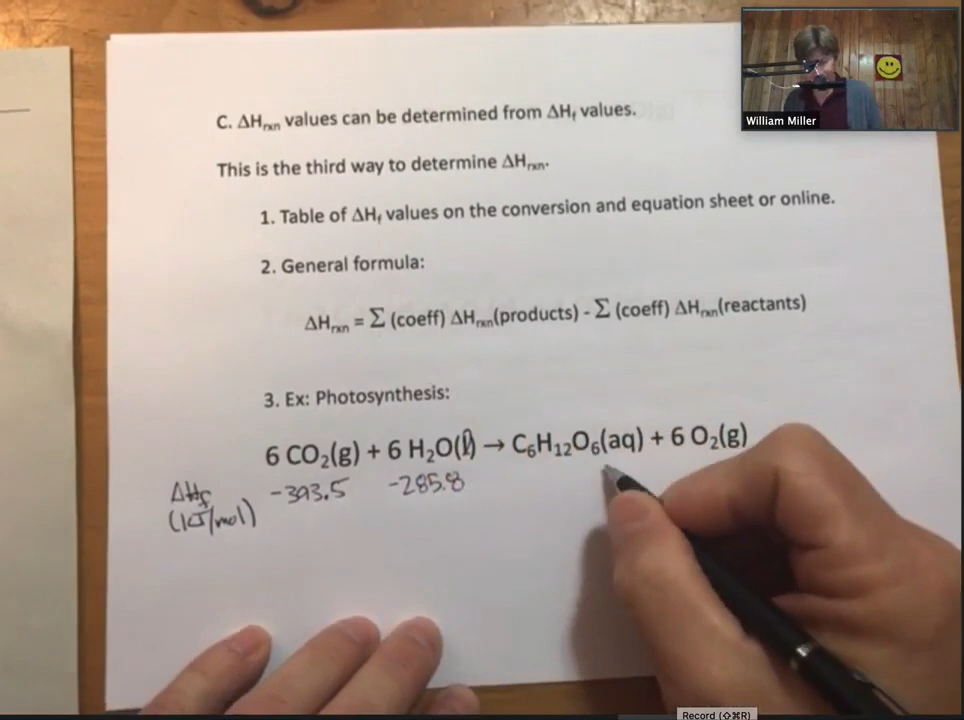 C. ΔHrxn values can be determined from ΔHf values.
This is the third way to determine ΔHrxn.
1. Table of ΔHf values on the conversion and equation sheet or online.
2. General formula:
ΔHrxn = Σ (coeff) ΔHrxn(products) - Σ (coeff) ΔHrxn(reactants)
3. Ex: Photosynthesis:
6 CO₂(g) + 6 H₂O(l) → C₆H₁₂O₆(aq) + 6 O₂(g)
ΔHf -393.5 -285.8
(kJ/mol)
William Miller
Record (⇧⌘R)